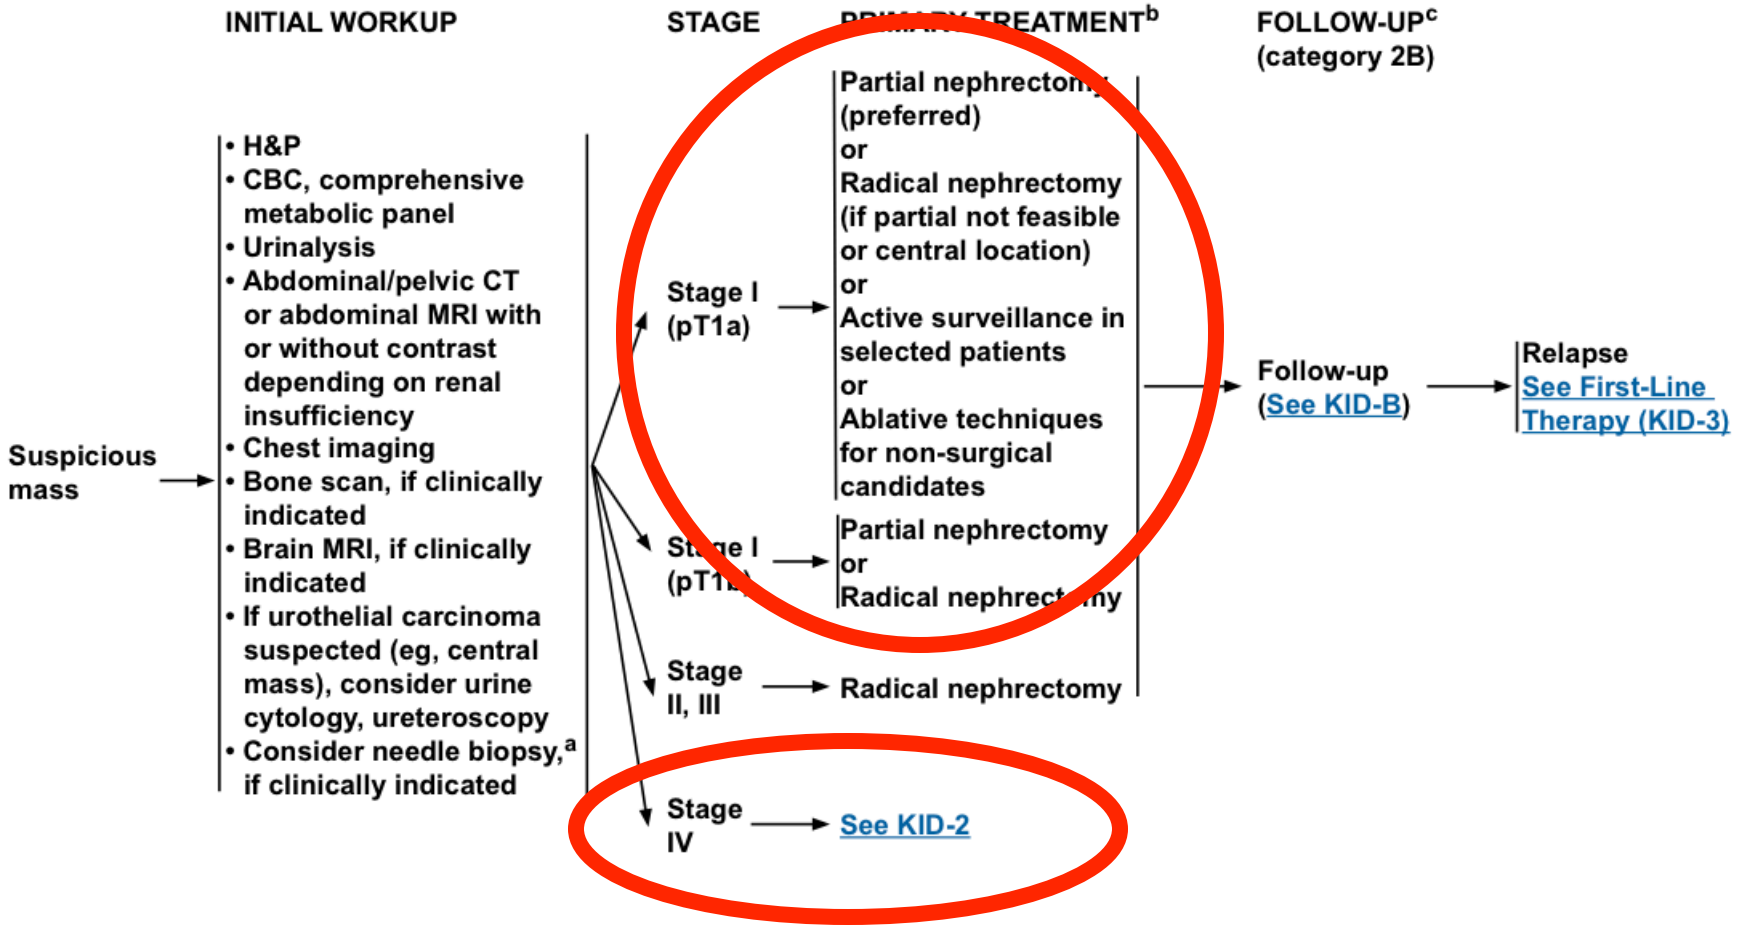 INITIAL WORKUP
STAGE
PRIMARY TREATMENTb
FOLLOW-UPc
(category 2B)
Suspicious
mass
• H&P
• CBC, comprehensive
metabolic panel
• Urinalysis
• Abdominal/pelvic CT
or abdominal MRI with
or without contrast
depending on renal
insufficiency
• Chest imaging
• Bone scan, if clinically
indicated
• Brain MRI, if clinically
indicated
• If urothelial carcinoma
suspected (eg, central
mass), consider urine
cytology, ureteroscopy
• Consider needle biopsy,a
if clinically indicated
Stage I
(pT1a)
Partial nephrectomy
(preferred)
or
Radical nephrectomy
(if partial not feasible
or central location)
or
Active surveillance in
selected patients
or
Ablative techniques
for non-surgical
candidates
Stage I
(pT1b)
Partial nephrectomy
or
Radical nephrectomy
Stage
II, III
Radical nephrectomy
Stage
IV
See KID-2
Follow-up
(See KID-B)
Relapse
See First-Line
Therapy (KID-3)